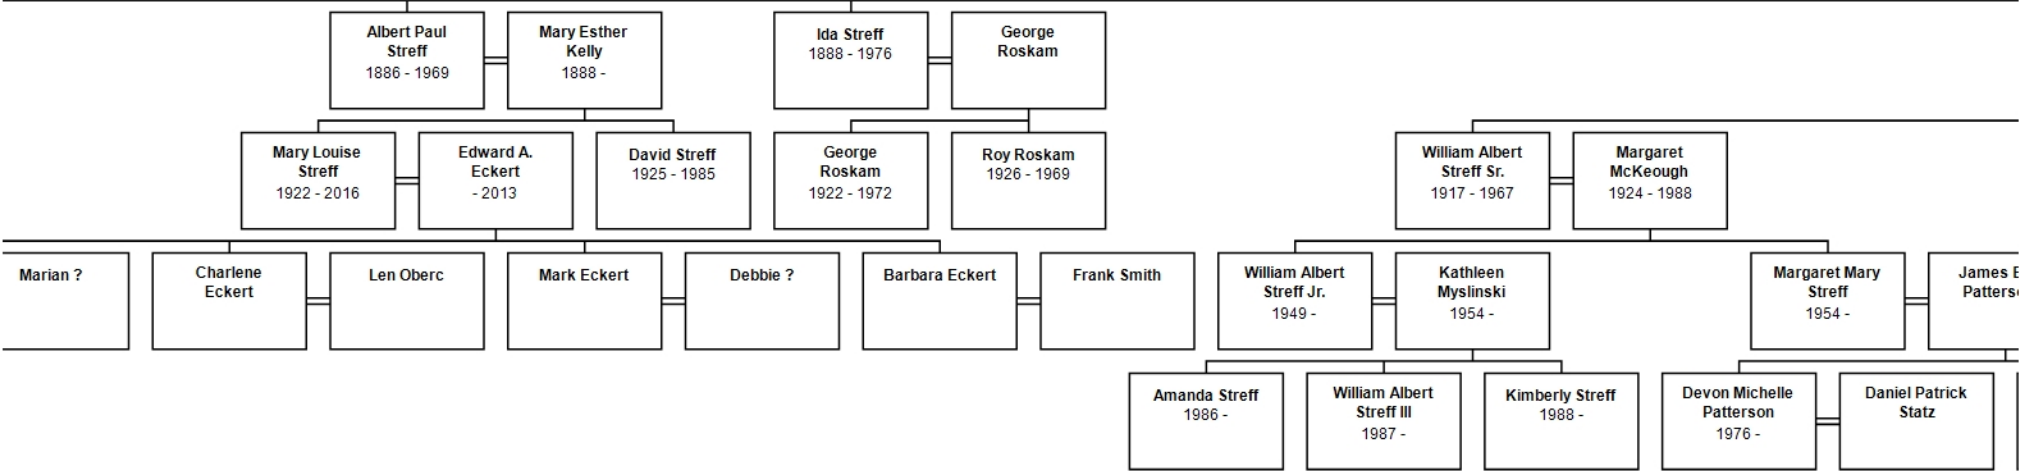 Albert Paul
Streff
1886 - 1969
Mary Esther
Kelly
1888 -
Ida Streff
1888 - 1976
George
Roskam
Mary Louise
Streff
1922 - 2016
Edward A.
Eckert
- 2013
David Streff
1925 - 1985
George
Roskam
1922 - 1972
Roy Roskam
1926 - 1969
William Albert
Streff Sr.
1917 - 1967
Margaret
McKeough
1924 - 1988
Marian ?
Charlene
Eckert
Len Oberc
Mark Eckert
Debbie ?
Barbara Eckert
Frank Smith
William Albert
Streff Jr.
1949 -
Kathleen
Myslinski
1954 -
Margaret Mary
Streff
1954 -
James
Amanda Streff
1986 -
William Albert
Streff III
1987 -
Kimberly Streff
1988 -
Devon Michelle
Patterson
1976 -
Daniel Patrick
Statz